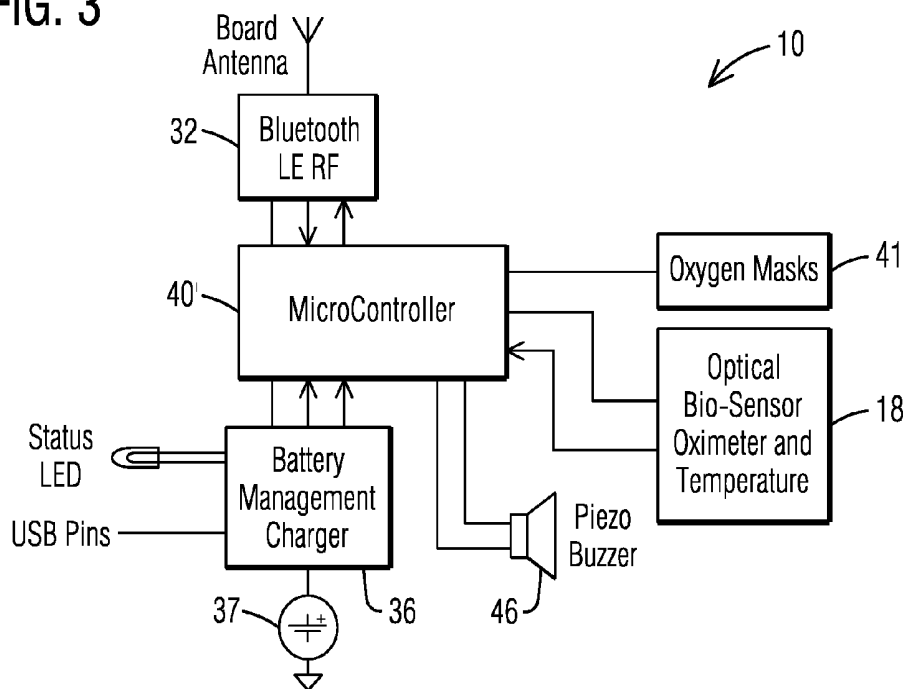 FIG. 3
Board
Antenna
10
32
Bluetooth
LE RF
Oxygen Masks
41
40'
MicroController
Optical
Bio-Sensor
Oximeter and
Temperature
18
Status
LED
Battery
Management
Charger
USB Pins
Piezo
Buzzer
37
+
36
46